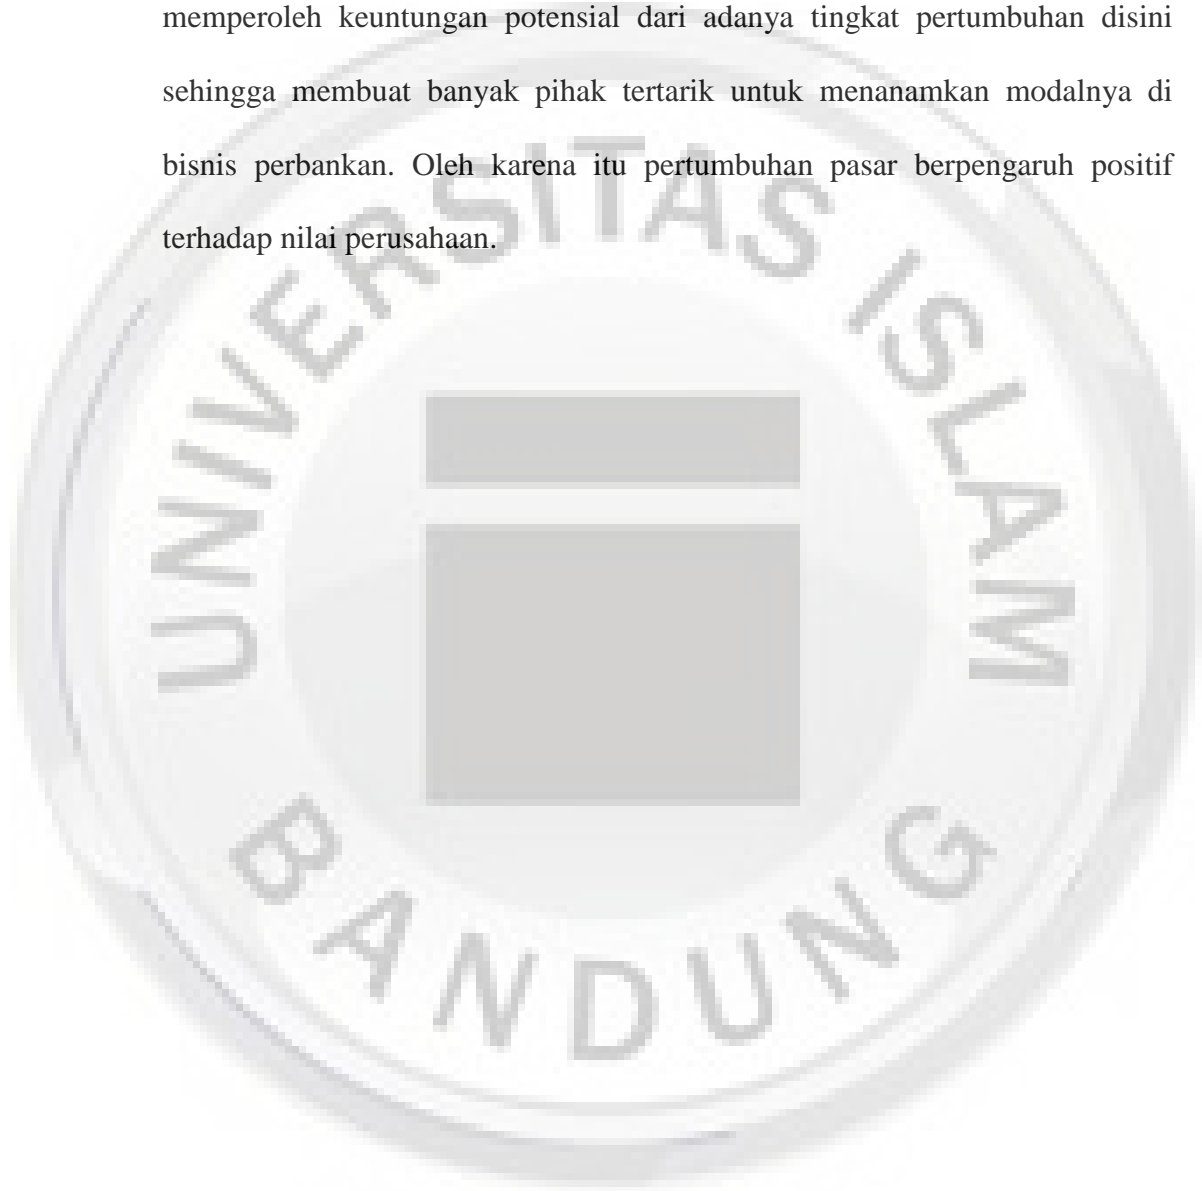 memperoleh keuntungan potensial dari adanya tingkat pertumbuhan disini
sehingga membuat banyak pihak tertarik untuk menanamkan modalnya di
bisnis perbankan. Oleh karena itu pertumbuhan pasar berpengaruh positif
terhadap nilai perusahaan.
UNIVERSITAS ISLAM
BANDUNG